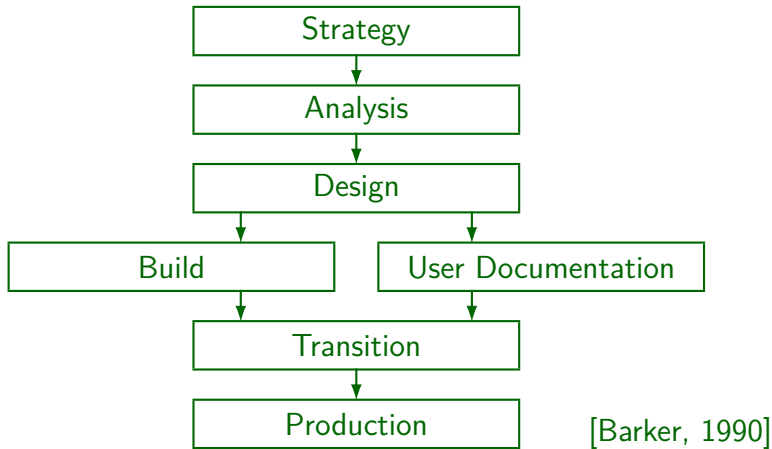 Strategy
Analysis
Design
Build
User Documentation
Transition
Production
[Barker, 1990]